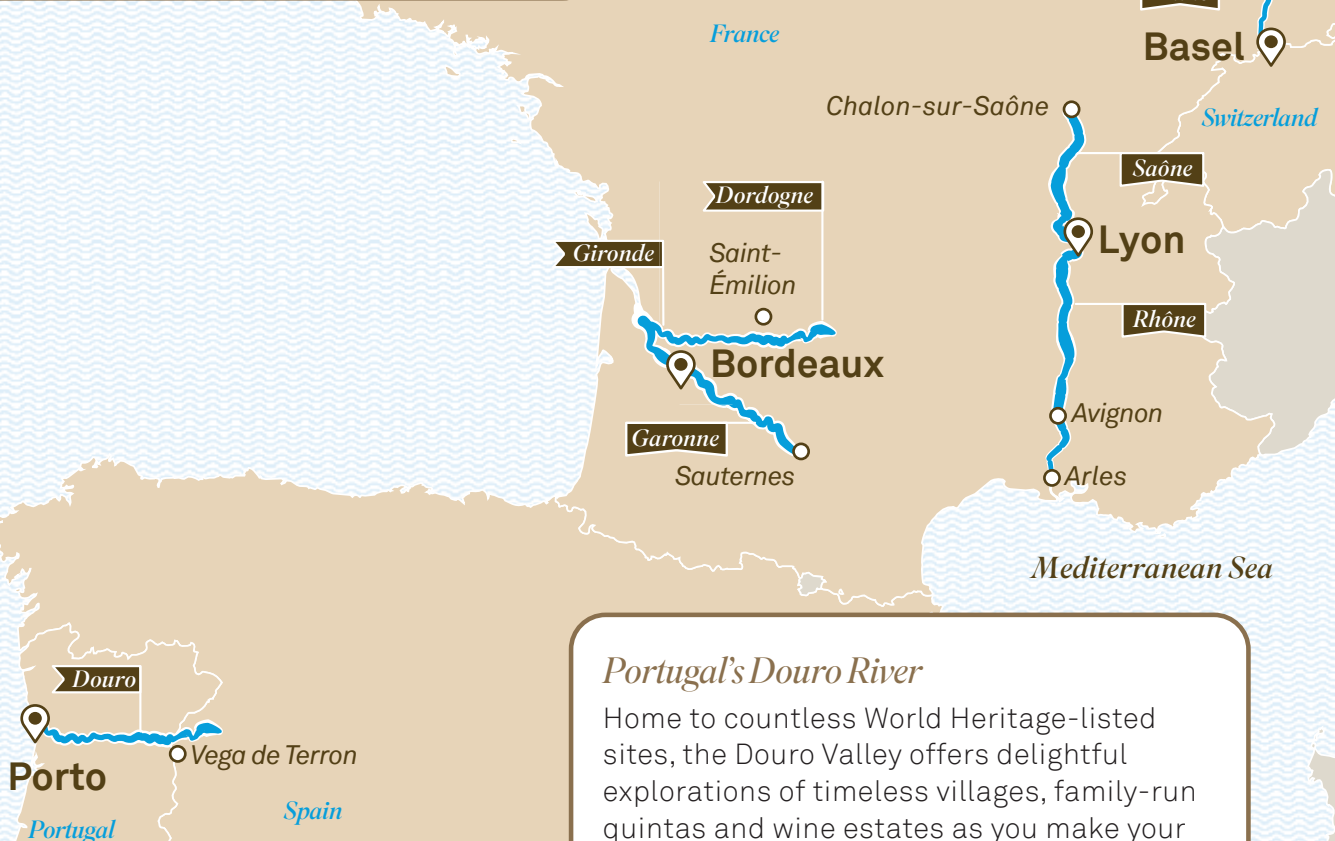 France
Basel
Chalon-sur-Saône
Switzerland
Saône
Dordogne
Lyon
Gironde
Saint-
Émilion
Rhône
Bordeaux
Avignon
Garonne
Sauternes
Arles
Mediterranean Sea
Douro
Vega de Terron
Porto
Spain
Portugal
Portugal's Douro River
Home to countless World Heritage-listed
sites, the Douro Valley offers delightful
explorations of timeless villages, family-run
quintas and wine estates as you make your